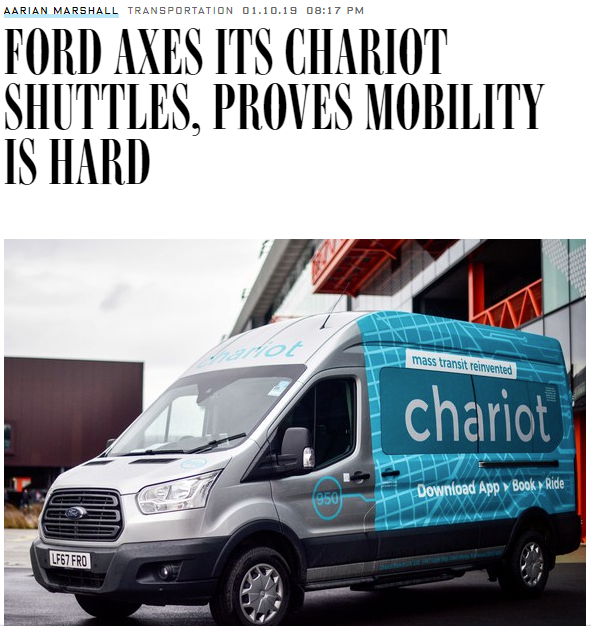 AARIAN MARSHALL TRANSPORTATION 01.10.19 08:17 PM
FORD AXES ITS CHARIOT
SHUTTLES, PROVES MOBILITY
IS HARD
chariot
mass transit reinvented
chariot
Download App ▸ Book ▸ Ride
950
Ford
LF67 FRO